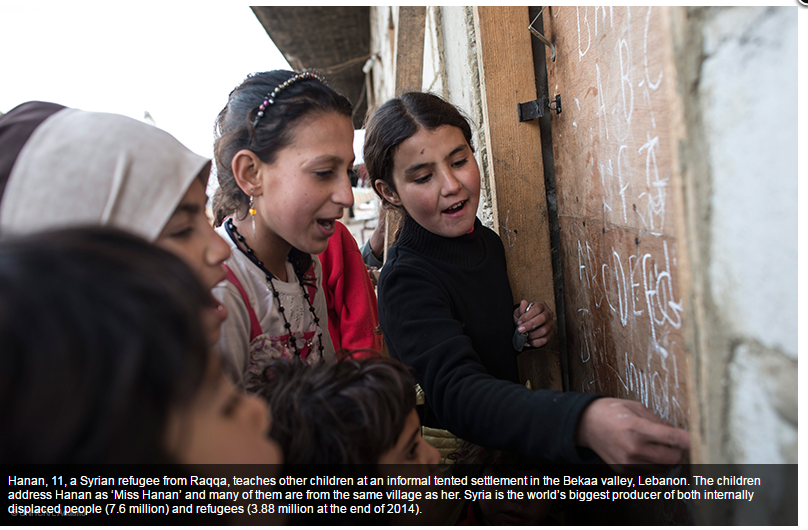 A,B,C
ABCdeF
Hanan, 11, a Syrian refugee from Raqqa, teaches other children at an informal tented settlement in the Bekaa valley, Lebanon. The children
address Hanan as ‘Miss Hanan’ and many of them are from the same village as her. Syria is the world’s biggest producer of both internally
displaced people (7.6 million) and refugees (3.88 million at the end of 2014).